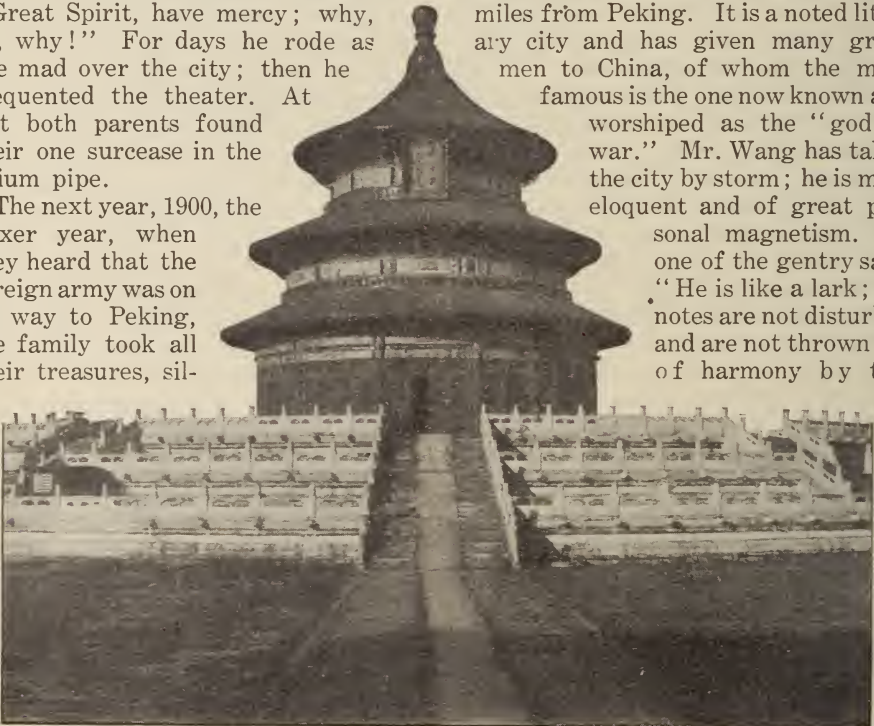 Great Spirit, have mercy; why,
, why!" For days he rode as
e mad over the city; then he
equented the theater. At
t both parents found
eir one surcease in the
ium pipe.
The next year, 1900, the
xer year, when
ey heard that the
reign army was on
way to Peking,
e family took all
eir treasures, sil-
miles from Peking. It is a noted lit
ary city and has given many gr
men to China, of whom the m
famous is the one now known a
worshiped as the "god
war." Mr. Wang has tal
the city by storm; he is m
eloquent and of great p
sonal magnetism.
one of the gentry sa
"He is like a lark;
notes are not distur
and are not thrown
of harmony by t